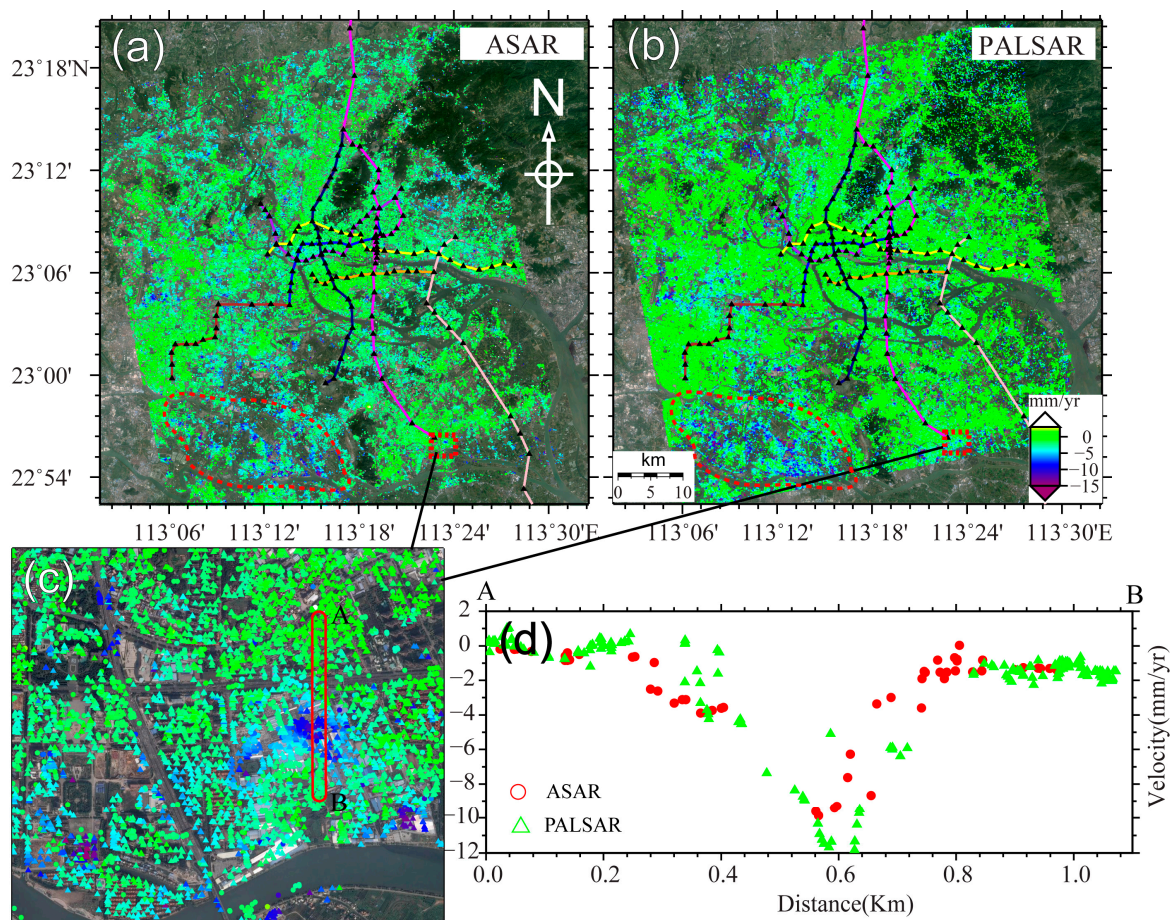 (a)
ASAR
(b)
PALSAR
N
23°18'N
23°12'
23°06'
23°00'
22°54'
mm/yr
0
−5
−10
−15
km
0 5 10
113°06' 113°12' 113°18' 113°24' 113°30'E
113°06' 113°12' 113°18' 113°24' 113°30'E
(c)
A
B
A
B
(d)
2
0
−2
−4
−6
−8
−10
−12
Velocity(mm/yr)
ASAR
PALSAR
0.0 0.2 0.4 0.6 0.8 1.0
Distance(Km)